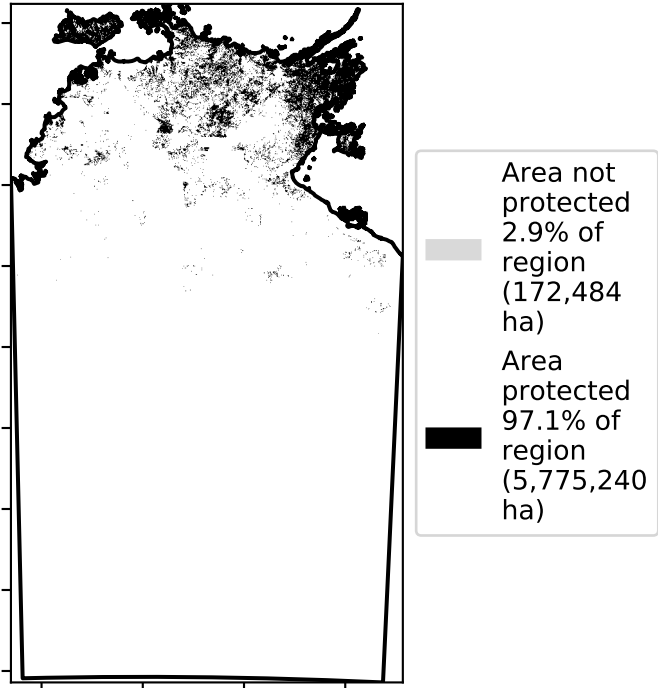 Area not
protected
2.9% of
region
(172,484
ha)
Area
protected
97.1% of
region
(5,775,240
ha)